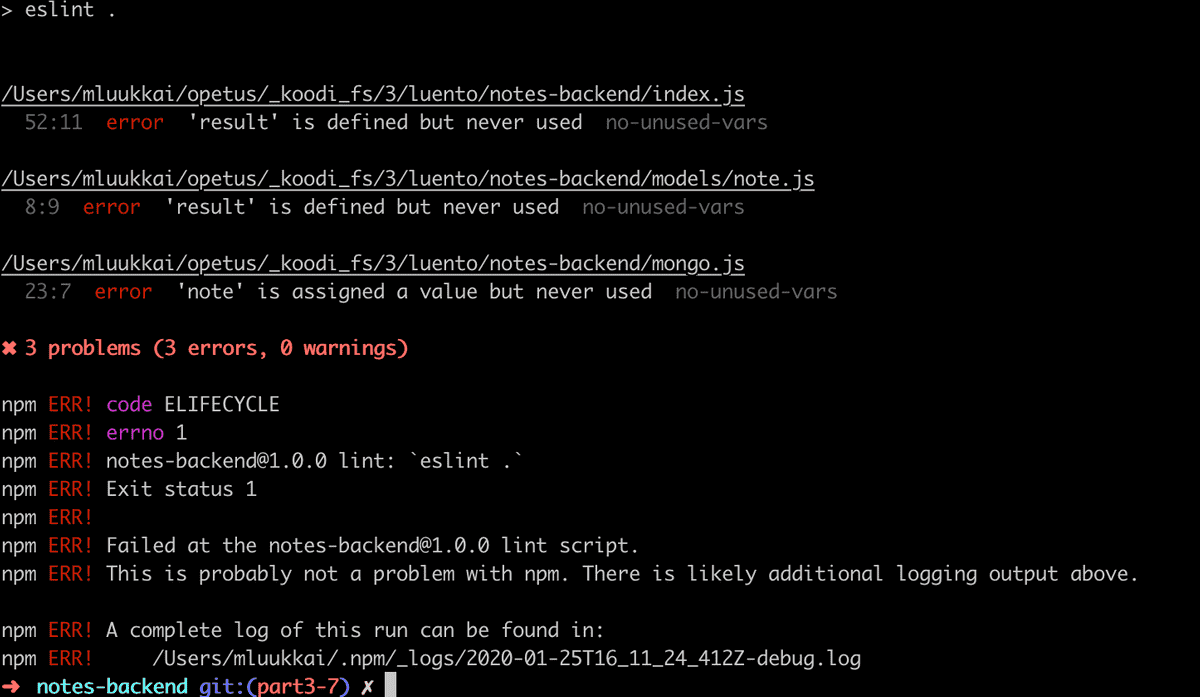 > eslint .
/Users/mluukkai/opetus/_koodi_fs/3/luento/notes-backend/index.js
52:11 error 'result' is defined but never used no-unused-vars
/Users/mluukkai/opetus/_koodi_fs/3/luento/notes-backend/models/note.js
8:9 error 'result' is defined but never used no-unused-vars
/Users/mluukkai/opetus/_koodi_fs/3/luento/notes-backend/mongo.js
23:7 error 'note' is assigned a value but never used no-unused-vars
✖ 3 problems (3 errors, 0 warnings)
npm ERR! code ELIFECYCLE
npm ERR! errno 1
npm ERR! notes-backend@1.0.0 lint: `eslint .`
npm ERR! Exit status 1
npm ERR!
npm ERR! Failed at the notes-backend@1.0.0 lint script.
npm ERR! This is probably not a problem with npm. There is likely additional logging output above.
npm ERR! A complete log of this run can be found in:
npm ERR!     /Users/mluukkai/.npm/_logs/2020-01-25T16_11_24_412Z-debug.log
➜ notes-backend git:(part3-7) ✗